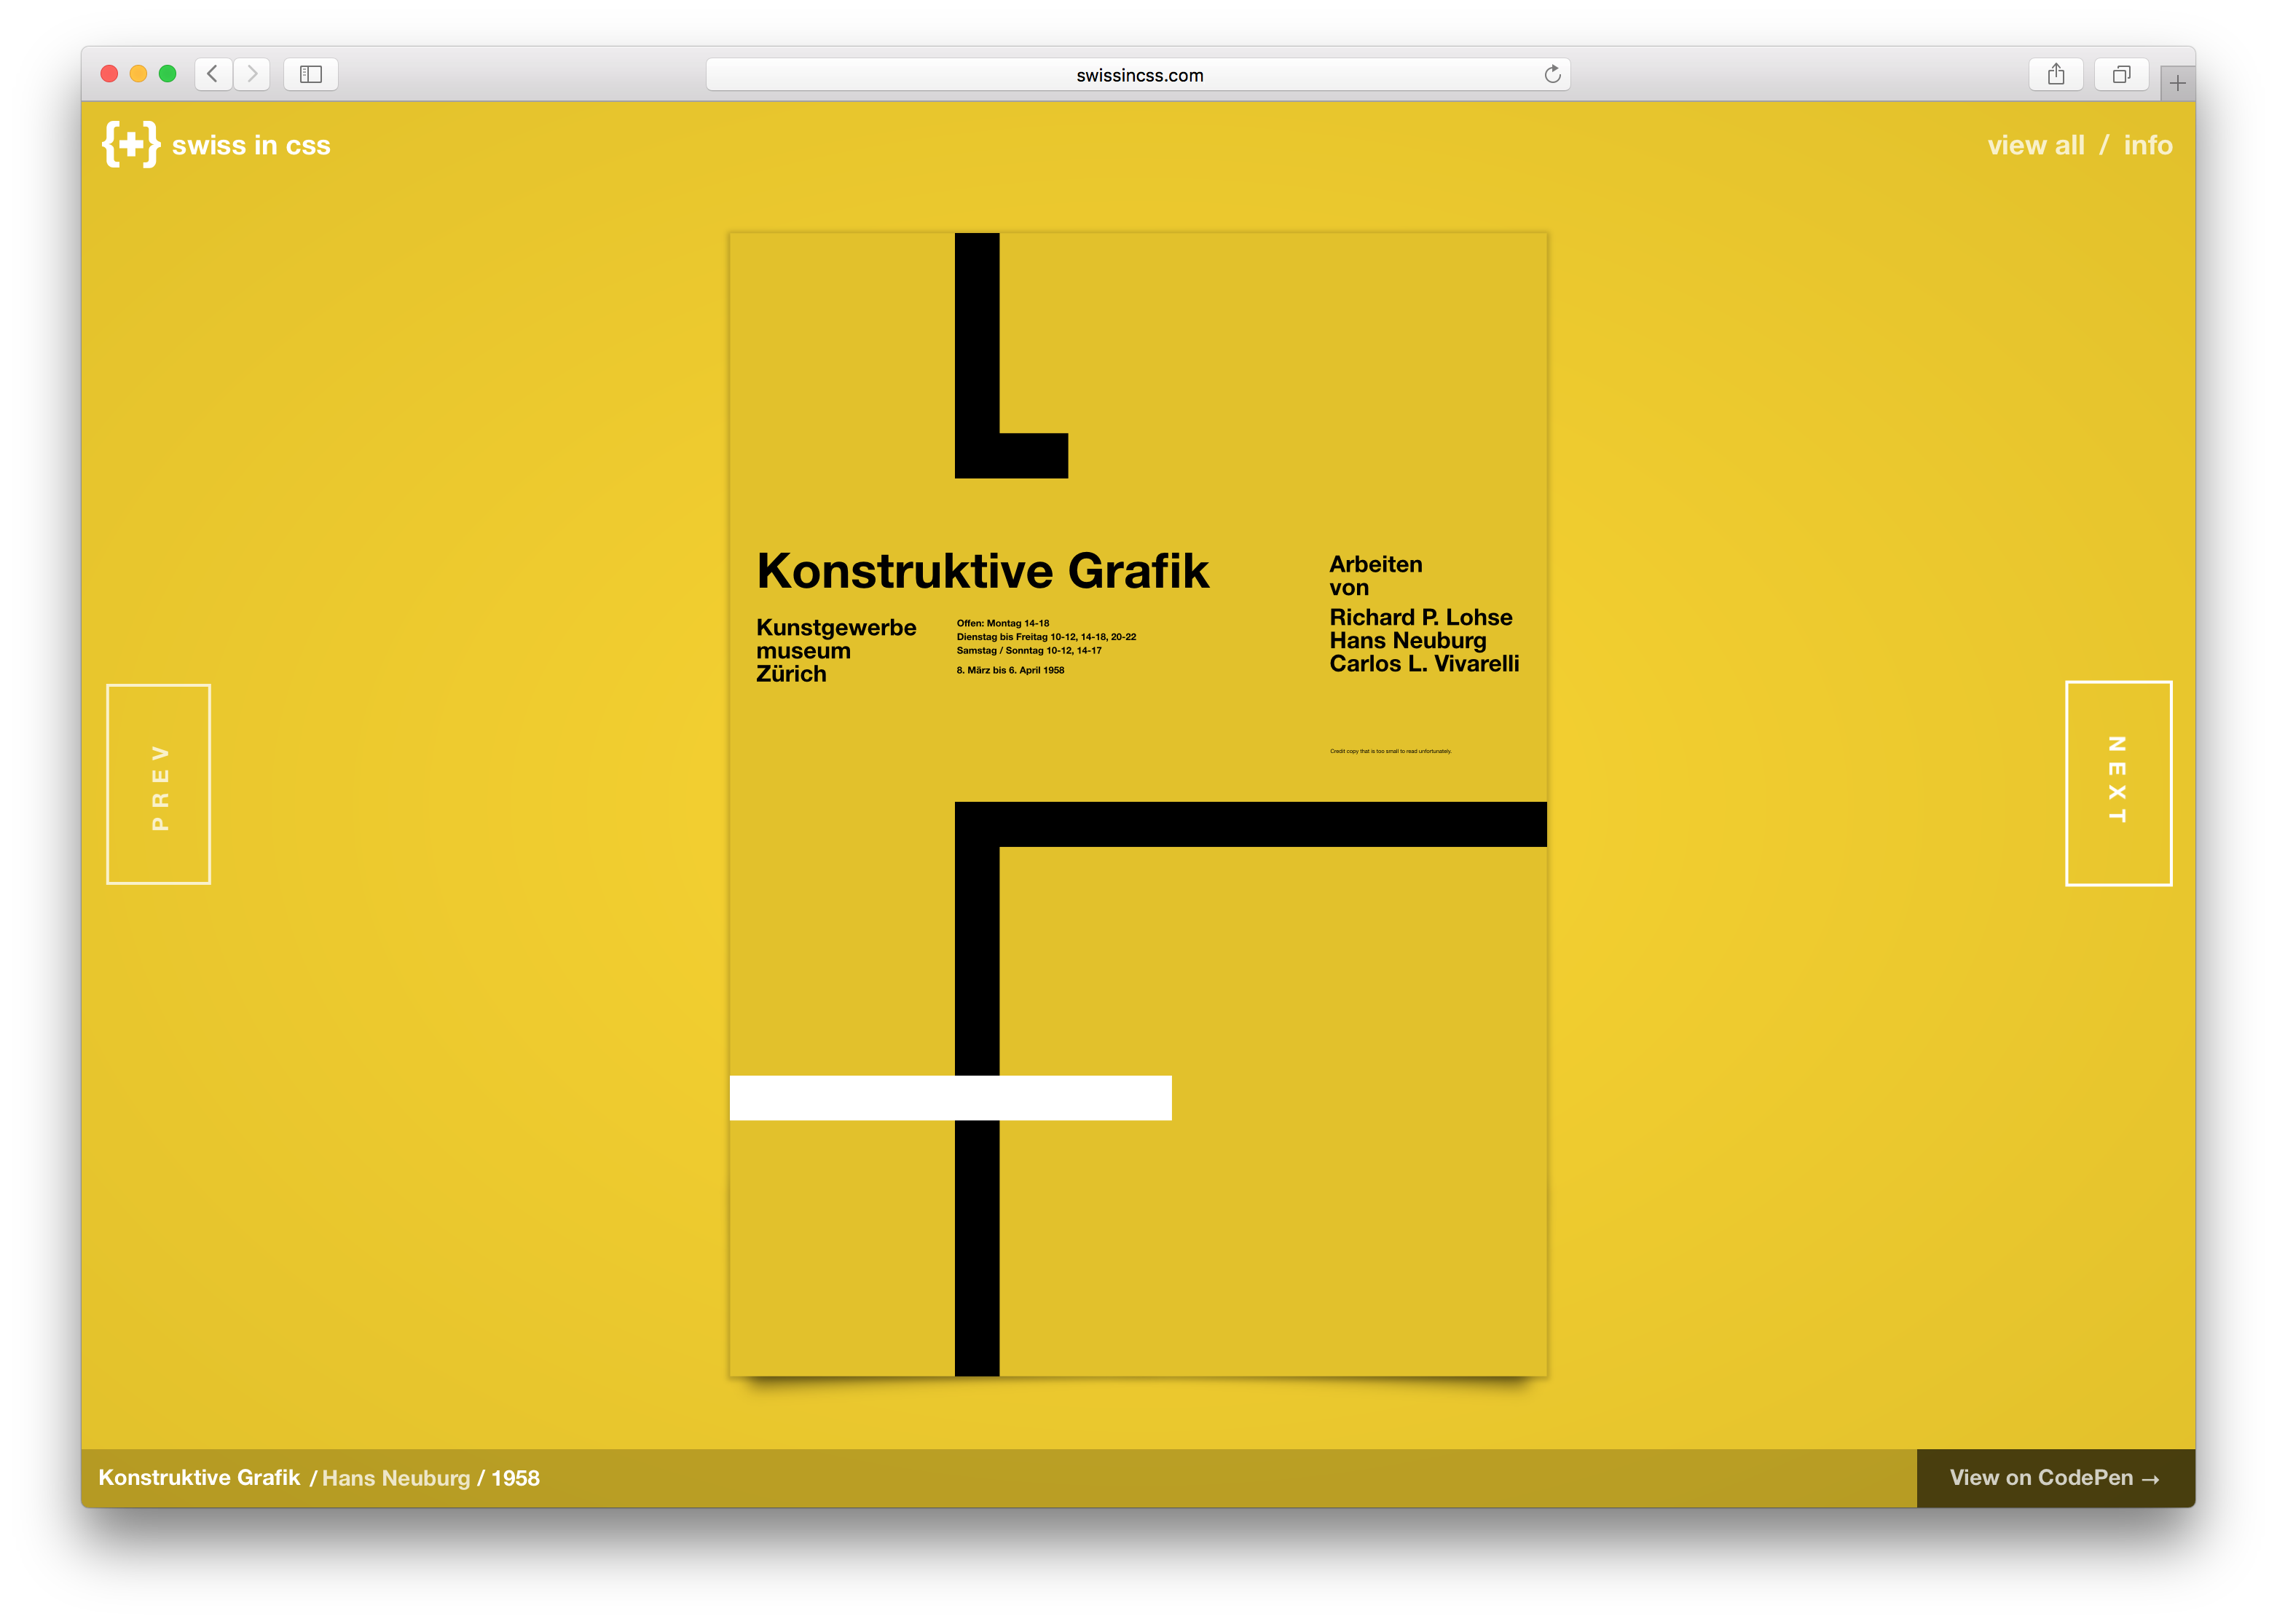 swissincss.com
{+} swiss in css
view all / info
Konstruktive Grafik
Kunstgewerbe
museum
Zürich
Offen: Montag 14-18
Dienstag bis Freitag 10-12, 14-18, 20-22
Samstag / Sonntag 10-12, 14-17
8. März bis 6. April 1958
Arbeiten
von
Richard P. Lohse
Hans Neuburg
Carlos L. Vivarelli
Credit copy that is too small to read unfortunately.
PREV
NEXT
Konstruktive Grafik / Hans Neuburg / 1958
View on CodePen →